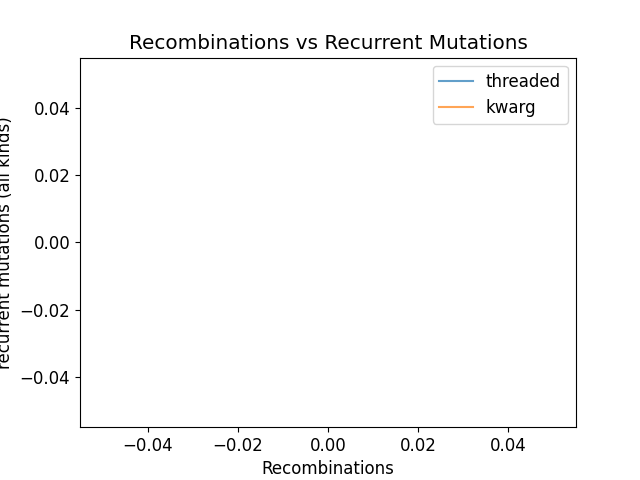 Recombinations vs Recurrent Mutations
threaded
kwarg
recurrent mutations (all kinds)
0.04
0.02
0.00
−0.02
−0.04
−0.04
−0.02
0.00
0.02
0.04
Recombinations